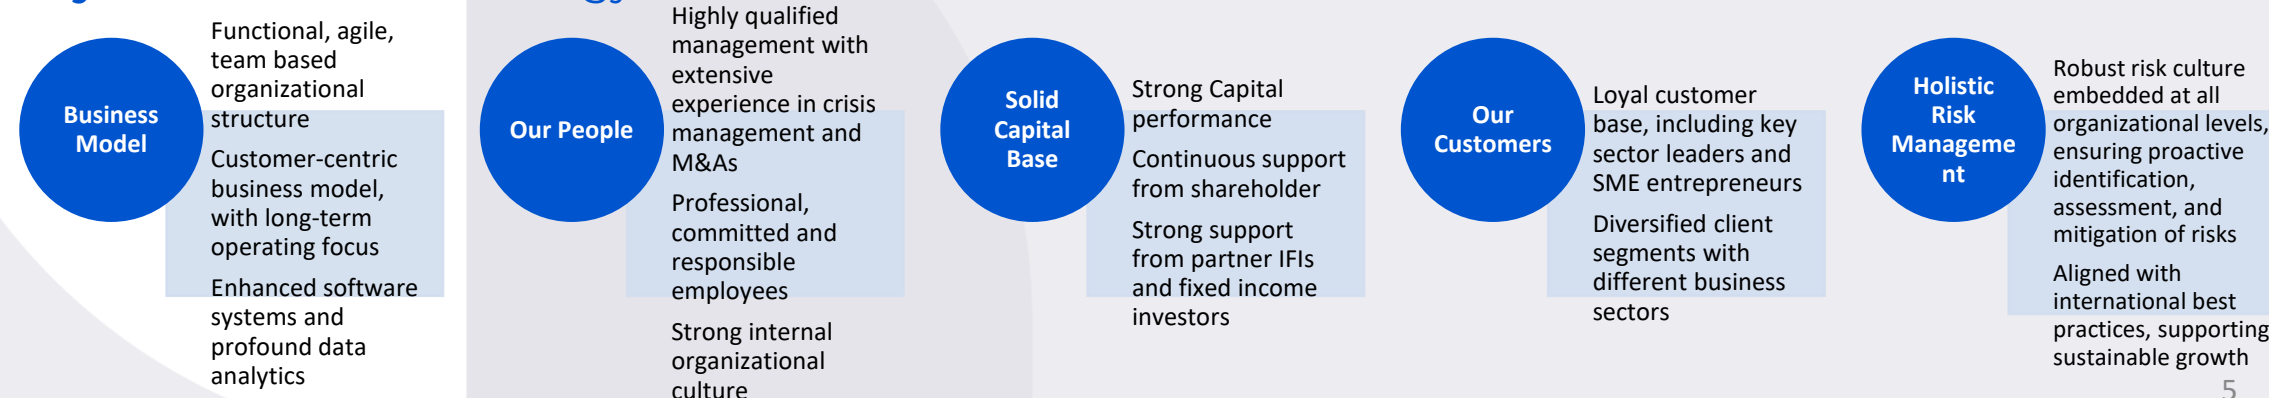 Business
Model
Functional, agile,
team based
organizational
structure
Customer-centric
business model,
with long-term
operating focus
Enhanced software
systems and
profound data
analytics
Our People
Highly qualified
management with
extensive
experience in crisis
management and
M&As
Professional,
committed and
responsible
employees
Strong internal
organizational
culture
Solid
Capital
Base
Strong Capital
performance
Continuous support
from shareholder
Strong support
from partner IFIs
and fixed income
investors
Our
Customers
Loyal customer
base, including key
sector leaders and
SME entrepreneurs
Diversified client
segments with
different business
sectors
Holistic
Risk
Manageme
nt
Robust risk culture
embedded at all
organizational levels,
ensuring proactive
identification,
assessment, and
mitigation of risks
Aligned with
international best
practices, supporting
sustainable growth
5